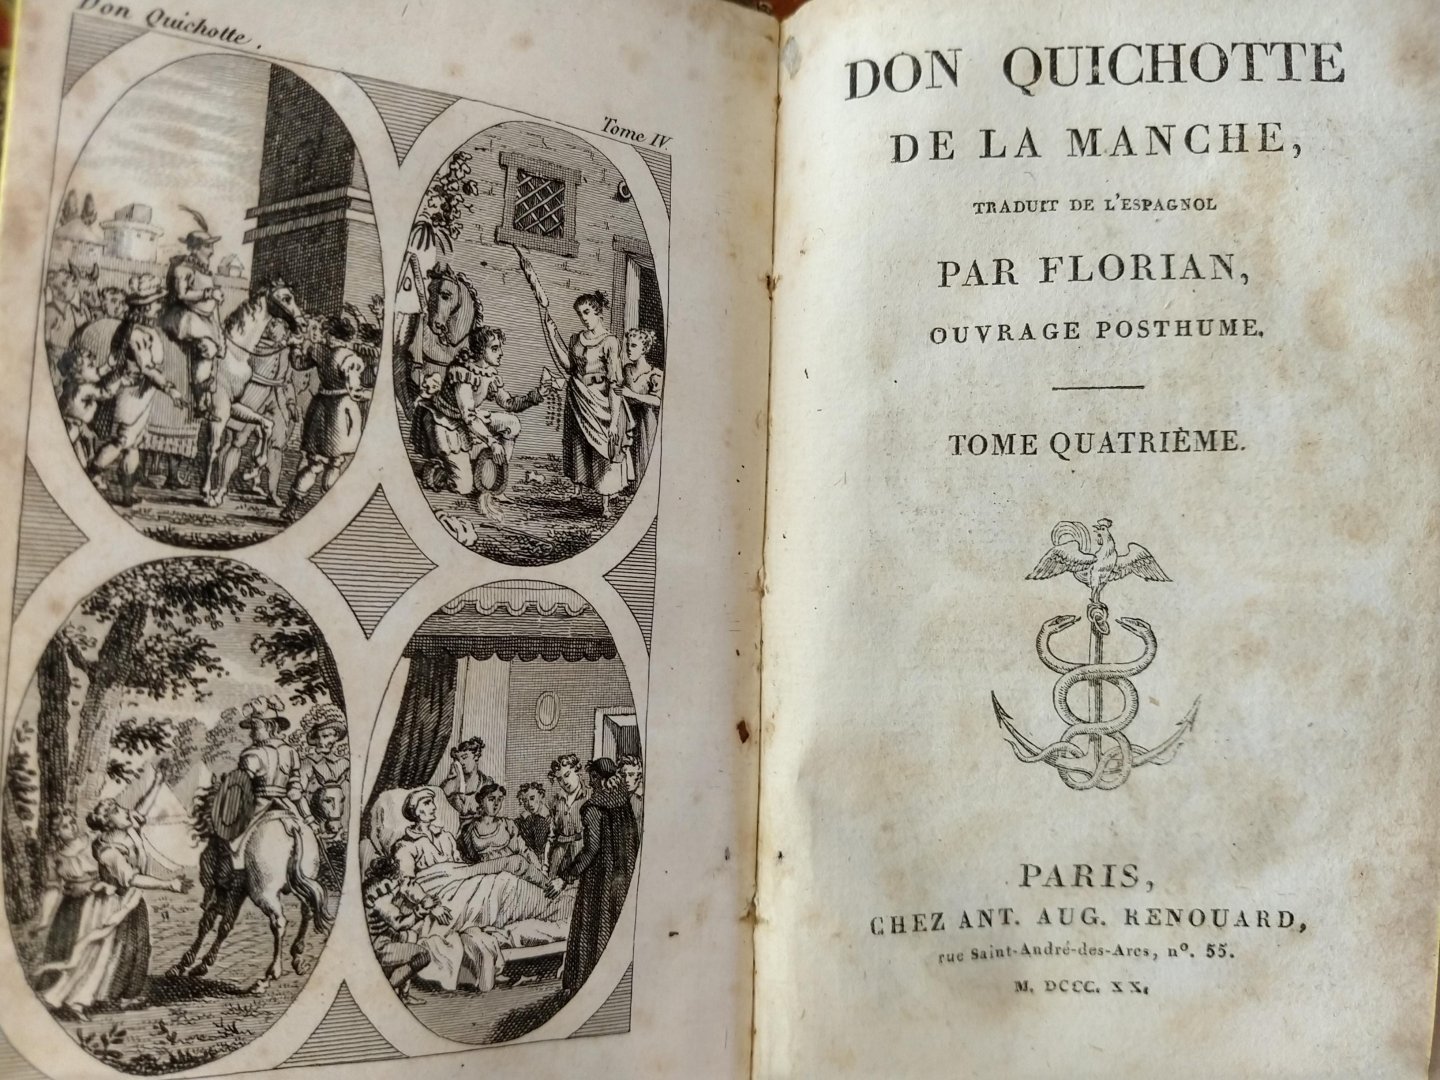 Don Quichotte.
Tome IV.
DON QUICHOTTE
DE LA MANCHE,
TRADUIT DE L'ESPAGNOL
PAR FLORIAN,
OUVRAGE POSTHUME.
TOME QUATRIÈME.
PARIS,
CHEZ ANT. AUG. RENOUARD,
rue Saint-André-des-Arcs, nº. 55.
M. DCCC. XX.